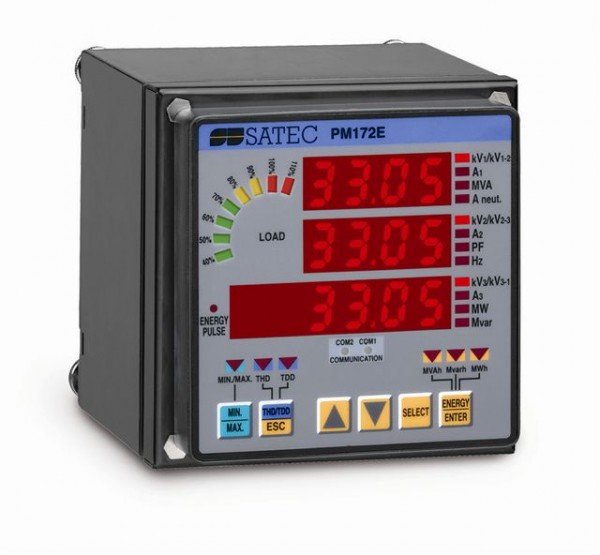 SATEC PM172E
33.05
kV1/kV1-2
A1
MVA
A neut.
33.05
kV2/kV2-3
A2
PF
Hz
33.05
kV3/kV3-1
A3
MW
Mvar
110%
100%
90%
80%
70%
60%
50%
40%
LOAD
ENERGY
PULSE
COM2 COM1
COMMUNICATION
MIN./MAX. THD TDD
MVAh Mvarh MWh
MIN.
MAX.
THD/TDD
ESC
SELECT
ENERGY
ENTER